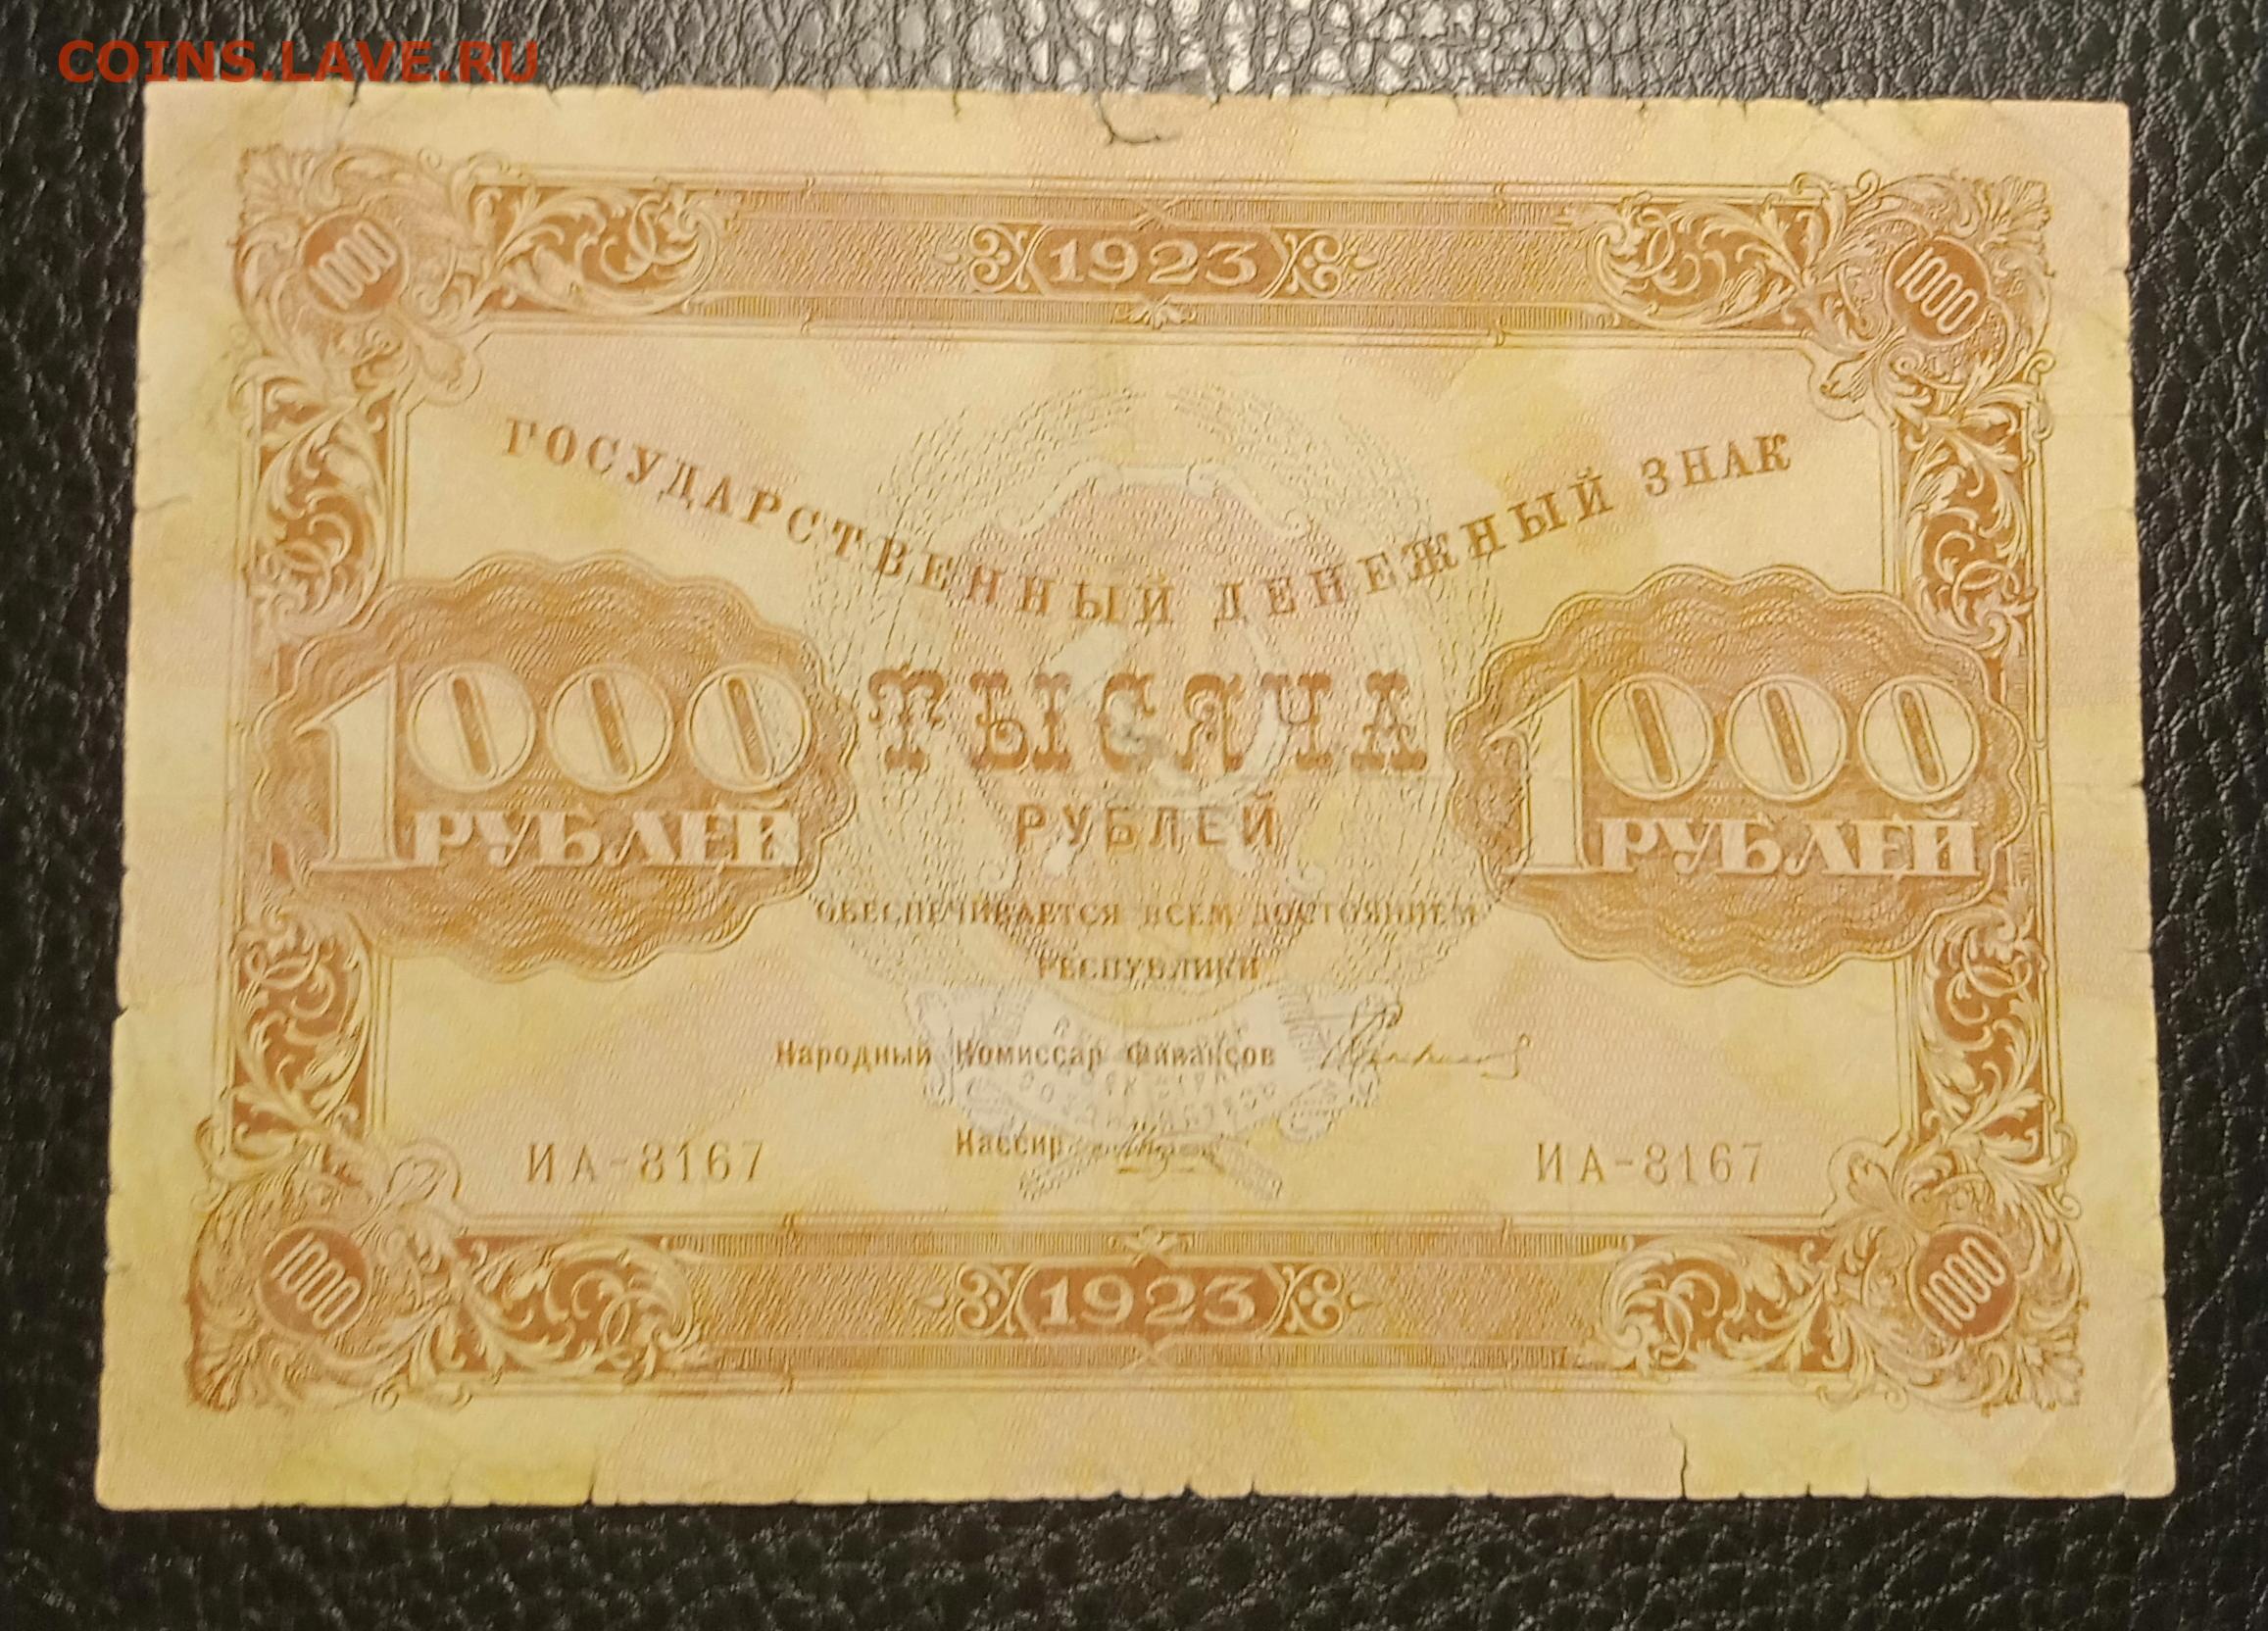 COINS.LAVE.RU
1000
1923
1000
ГОСУДАРСТВЕННЫЙ ДЕНЕЖНЫЙ ЗНАК
1000
РУБЛЕЙ
ТЫСЯЧА
РУБЛЕЙ
1000
РУБЛЕЙ
ОБЕСПЕЧИВАЕТСЯ ВСЕМ ДОСТОЯНИЕМ
РЕСПУБЛИКИ
Народный Комиссар Финансов
Кассир
ИА-8167
ИА-8167
1000
1923
1000